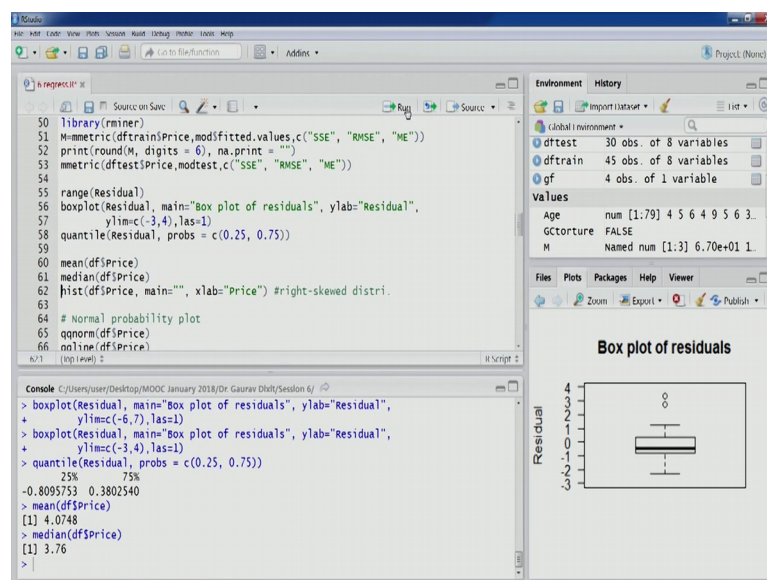 RStudio
File Edit Code View Plots Session Build Debug Profile Tools Help
Go to file/function Addins Project: (None)
6 regress.R*
Source on Save Run Source
50 library(rminer)
51 M=mmetric(dftrain$Price,mod$fitted.values,c("SSE", "RMSE", "ME"))
52 print(round(M, digits = 6), na.print = "")
53 mmetric(dftest$Price,modtest,c("SSE", "RMSE", "ME"))
54
55 range(Residual)
56 boxplot(Residual, main="Box plot of residuals", ylab="Residual",
57 ylim=c(-3,4),las=1)
58 quantile(Residual, probs = c(0.25, 0.75))
59
60 mean(df$Price)
61 median(df$Price)
62 hist(df$Price, main="", xlab="Price") #right-skewed distri.
63
64 # Normal probability plot
65 qqnorm(df$Price)
66 qqline(df$Price)
62:1 (Top Level) R Script
Console C:/Users/user/Desktop/MOOC January 2018/Dr. Gaurav Dixit/Session 6/
> boxplot(Residual, main="Box plot of residuals", ylab="Residual",
+ ylim=c(-6,7),las=1)
> boxplot(Residual, main="Box plot of residuals", ylab="Residual",
+ ylim=c(-3,4),las=1)
> quantile(Residual, probs = c(0.25, 0.75))
25% 75%
-0.8095753 0.3802540
> mean(df$Price)
[1] 4.0748
> median(df$Price)
[1] 3.76
>
Environment History
Import Dataset List
Global Environment
dftest 30 obs. of 8 variables
dftrain 45 obs. of 8 variables
gf 4 obs. of 1 variable
Values
Age num [1:79] 4 5 6 4 9 5 6 3…
GCtorture FALSE
M Named num [1:3] 6.70e+01 1…
Files Plots Packages Help Viewer
Zoom Export Publish
Box plot of residuals
Residual
4
3
2
1
0
-1
-2
-3